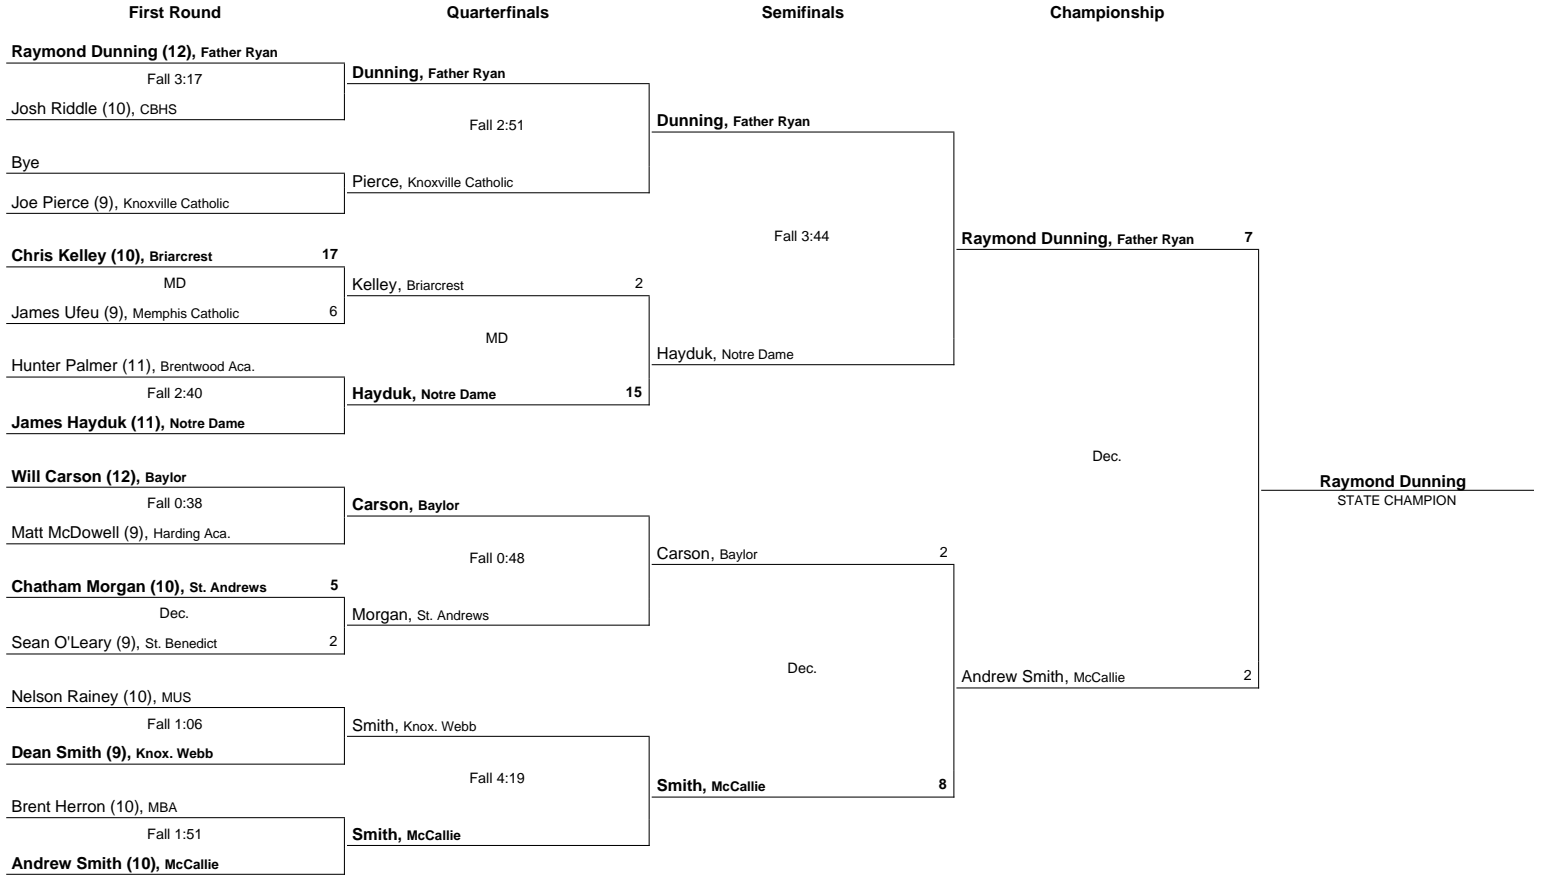 First Round
Quarterfinals
Semifinals
Championship
Raymond Dunning (12), Father Ryan
Fall 3:17
Josh Riddle (10), CBHS
Bye
Joe Pierce (9), Knoxville Catholic
Chris Kelley (10), Briarcrest 17
MD
James Ufeu (9), Memphis Catholic 6
Hunter Palmer (11), Brentwood Aca.
Fall 2:40
James Hayduk (11), Notre Dame
Will Carson (12), Baylor
Fall 0:38
Matt McDowell (9), Harding Aca.
Chatham Morgan (10), St. Andrews 5
Dec.
Sean O'Leary (9), St. Benedict 2
Nelson Rainey (10), MUS
Fall 1:06
Dean Smith (9), Knox. Webb
Brent Herron (10), MBA
Fall 1:51
Andrew Smith (10), McCallie
Dunning, Father Ryan
Fall 2:51
Pierce, Knoxville Catholic
Kelley, Briarcrest 2
MD
Hayduk, Notre Dame 15
Carson, Baylor
Fall 0:48
Morgan, St. Andrews
Smith, Knox. Webb
Fall 4:19
Smith, McCallie
Dunning, Father Ryan
Fall 3:44
Hayduk, Notre Dame
Carson, Baylor 2
Dec.
Smith, McCallie 8
Raymond Dunning, Father Ryan 7
Dec.
Andrew Smith, McCallie 2
Raymond Dunning
STATE CHAMPION